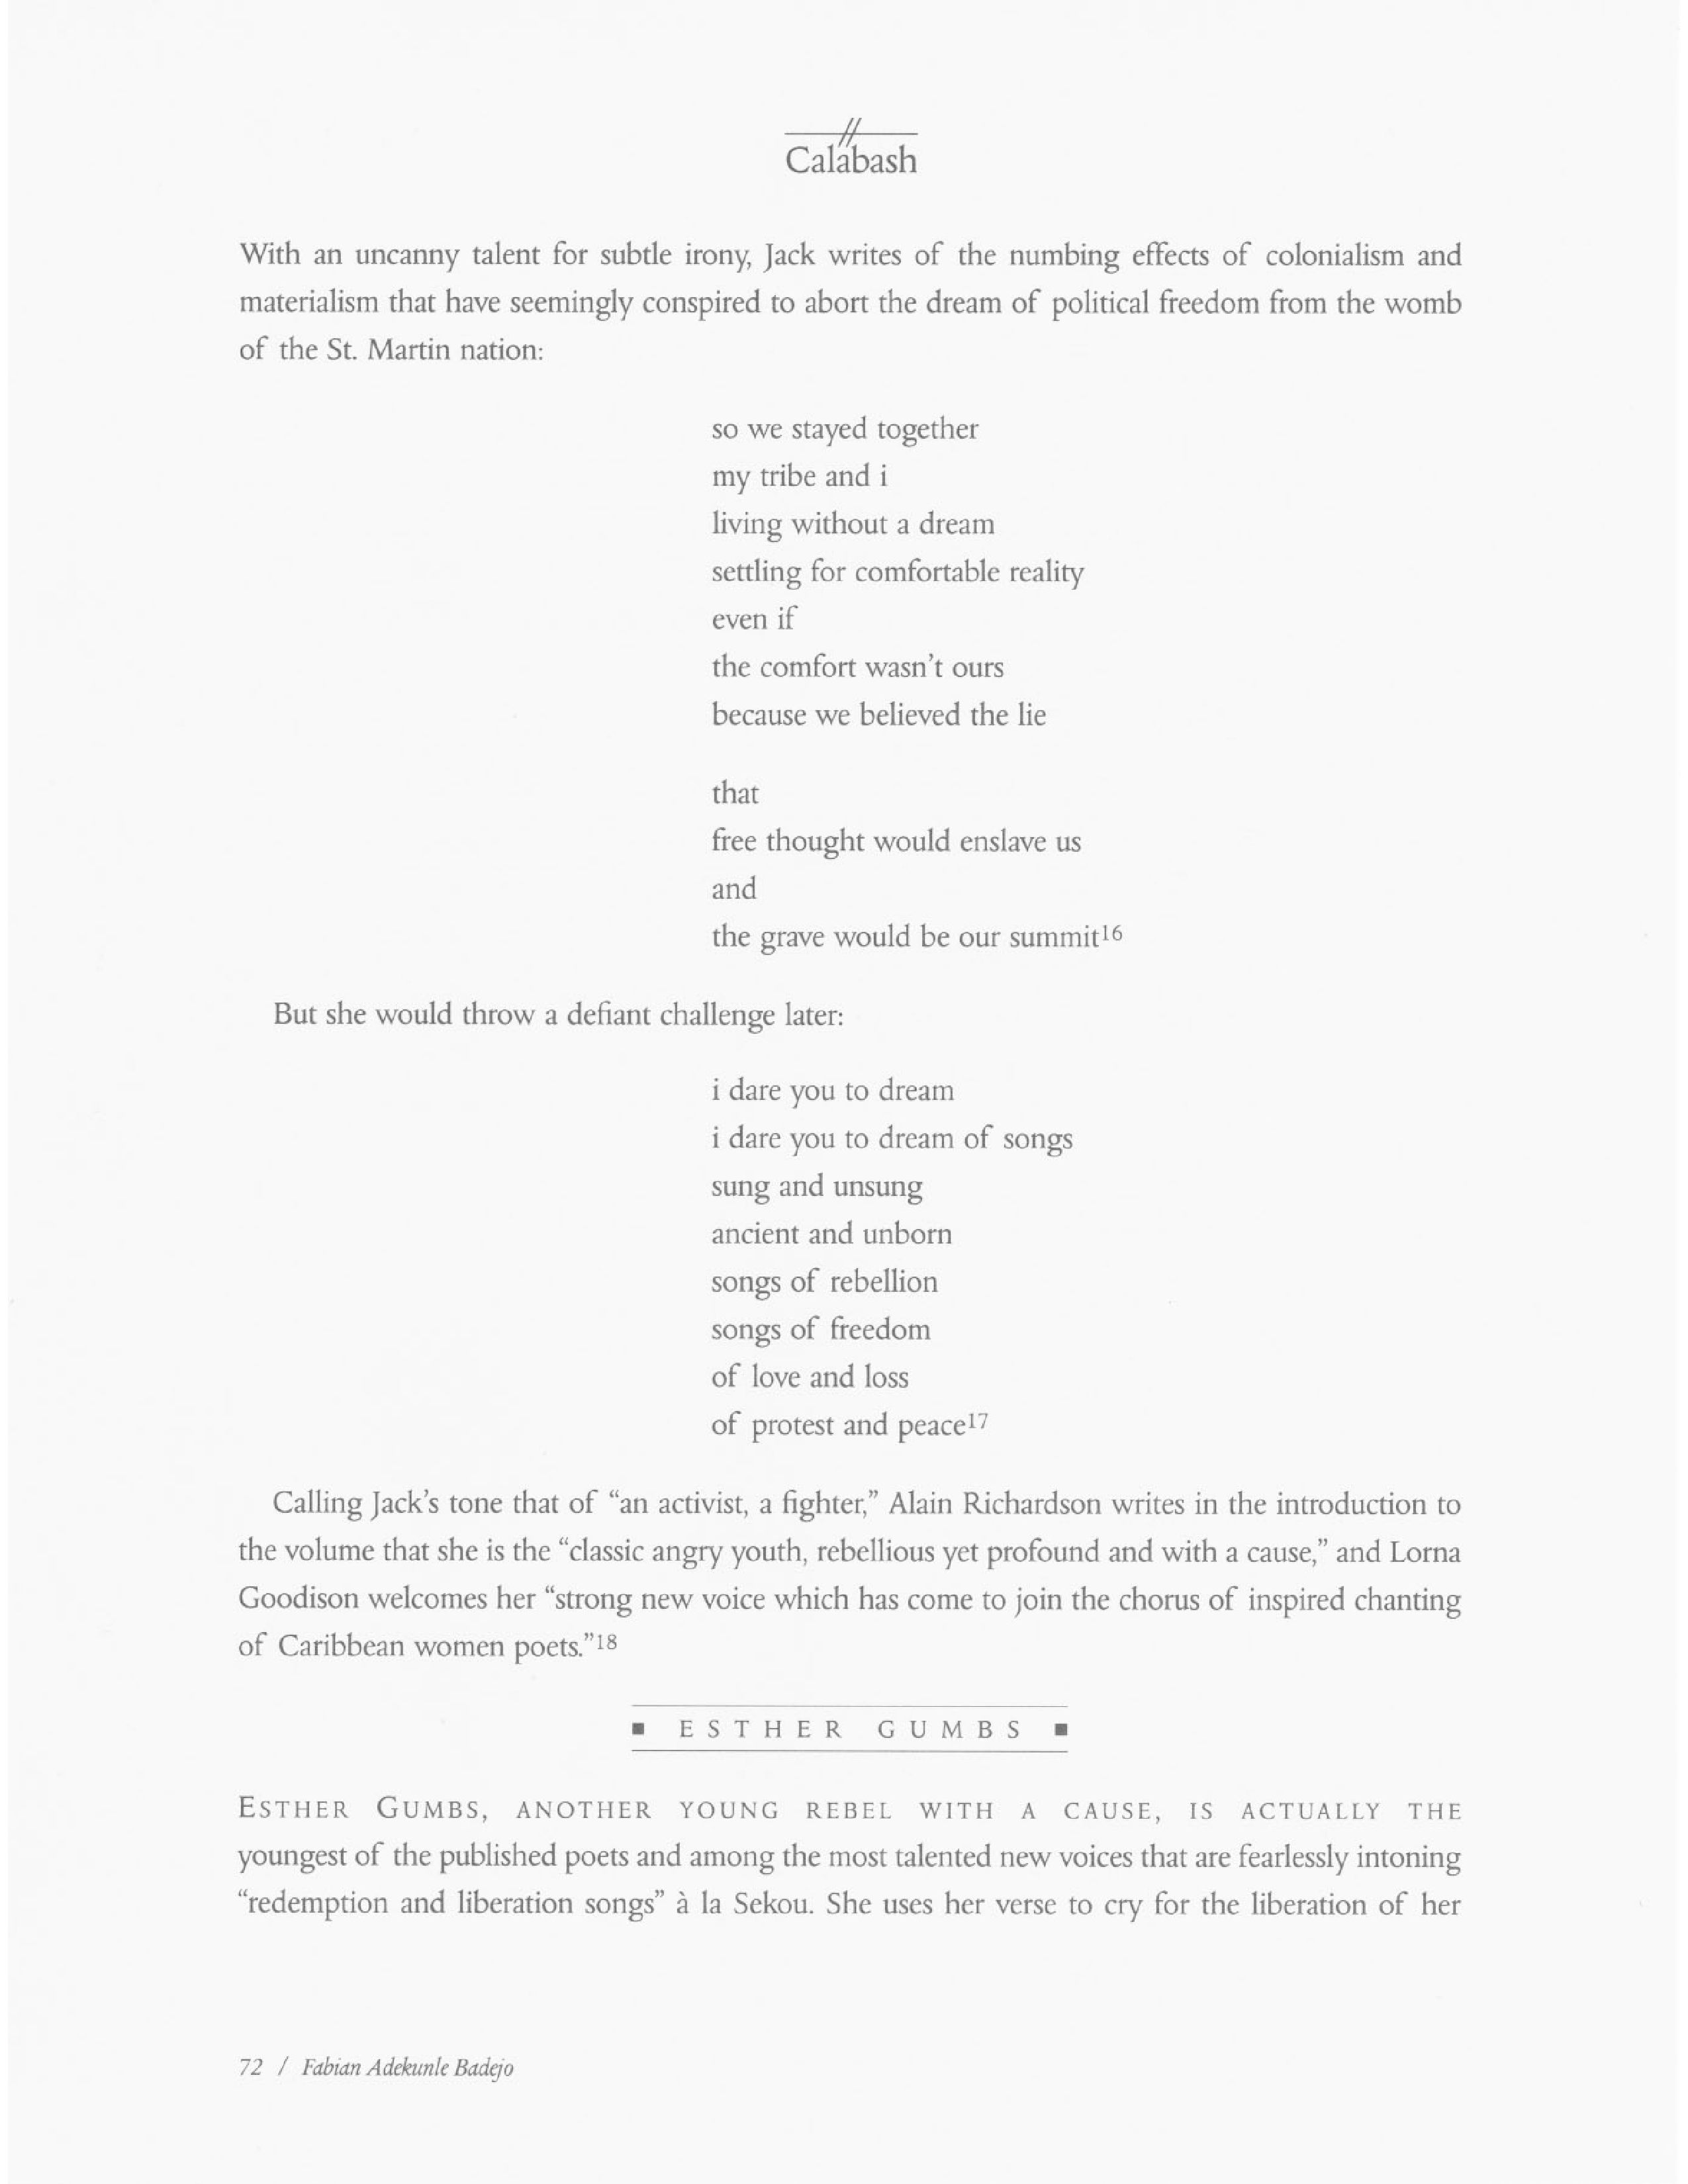 Calabash
With an uncanny talent for subtle irony, Jack writes of the numbing effects of colonialism and
materialism that have seemingly conspired to abort the dream of political freedom from the womb
of the St. Martin nation:
so we stayed together
my tribe and i
living without a dream
settling for comfortable reality
even if
the comfort wasn't ours
because we believed the lie
that
free thought would enslave us
and
the grave would be our summit16
But she would throw a defiant challenge later:
i dare you to dream
i dare you to dream of songs
sung and unsung
ancient and unborn
songs of rebellion
songs of freedom
of love and loss
of protest and peace17
Calling Jack's tone that of “an activist, a fighter,” Alain Richardson writes in the introduction to
the volume that she is the “classic angry youth, rebellious yet profound and with a cause,” and Lorna
Goodison welcomes her “strong new voice which has come to join the chorus of inspired chanting
of Caribbean women poets.”18
▪ ESTHER GUMBS ▪
ESTHER GUMBS, ANOTHER YOUNG REBEL WITH A CAUSE, IS ACTUALLY THE
youngest of the published poets and among the most talented new voices that are fearlessly intoning
“redemption and liberation songs” à la Sekou. She uses her verse to cry for the liberation of her
72 / Fabian Adekunle Badejo